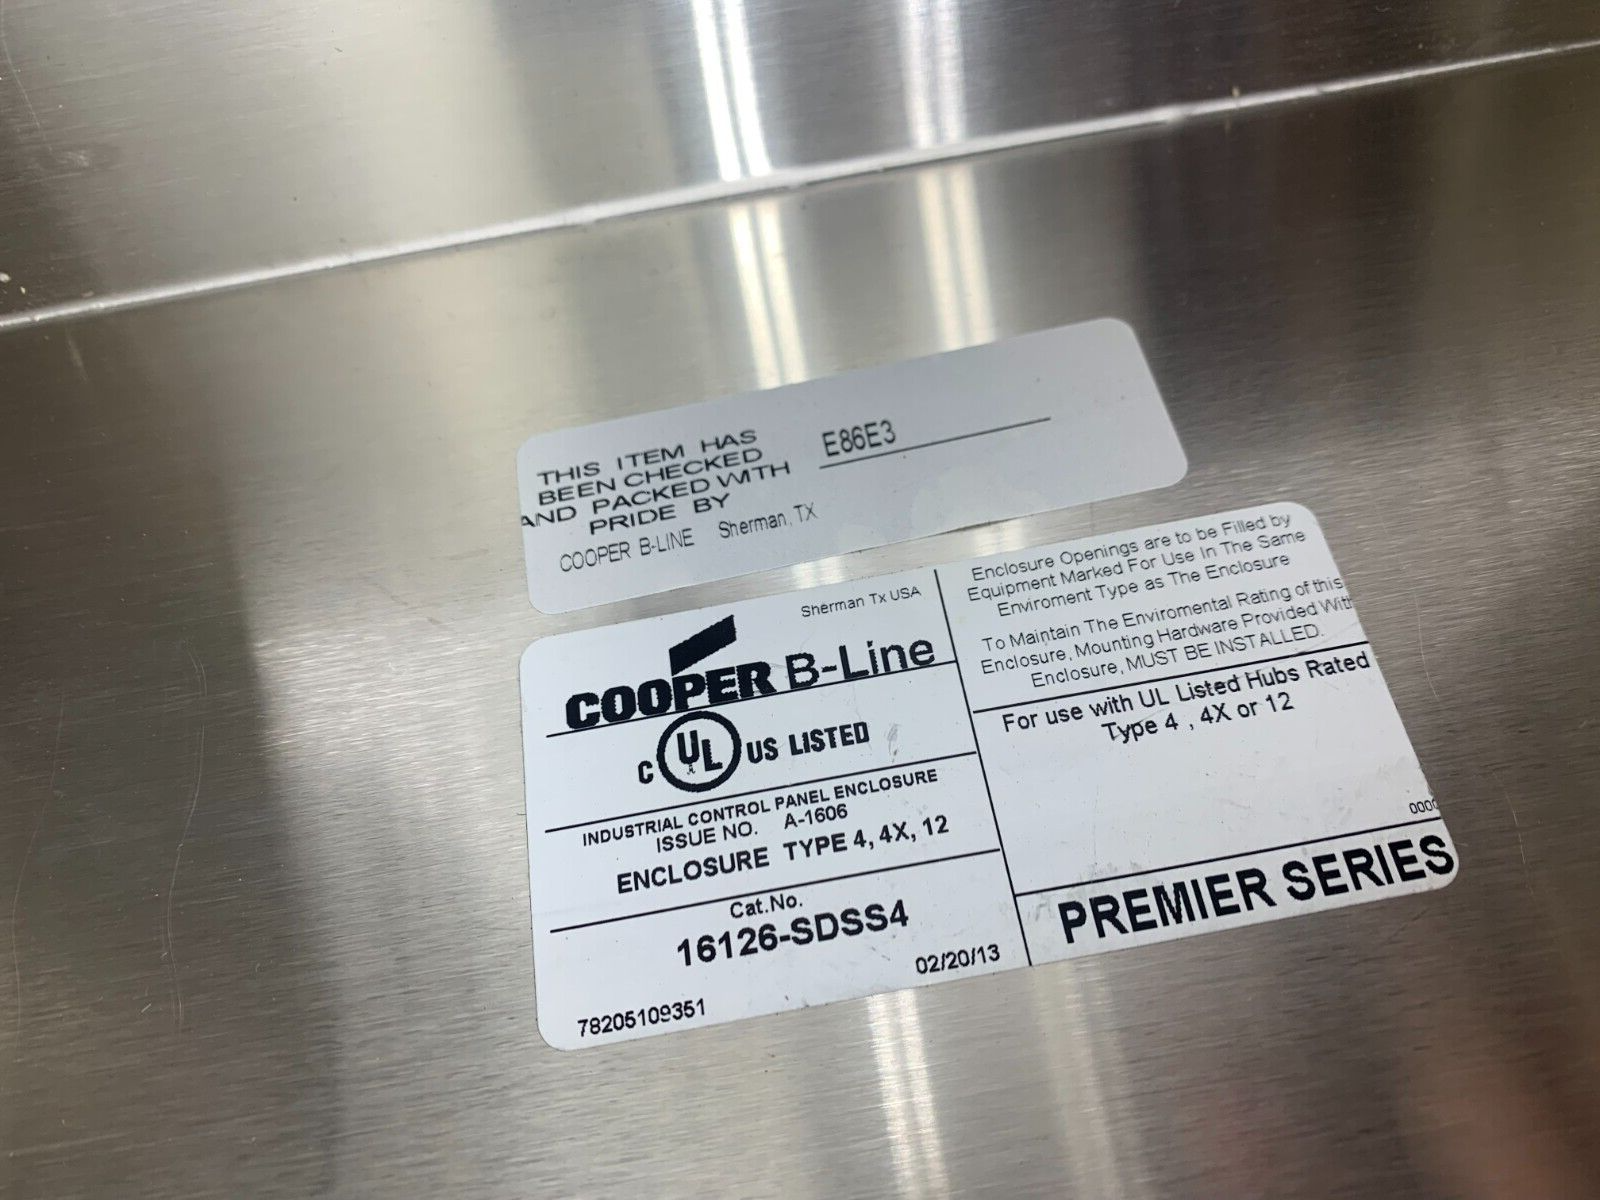 THIS ITEM HAS
BEEN CHECKED
AND PACKED WITH
PRIDE BY
E86E3
COOPER B-LINE Sherman, TX
Sherman Tx USA
COOPER B-Line
C UL US LISTED
INDUSTRIAL CONTROL PANEL ENCLOSURE
ISSUE NO. A-1606
ENCLOSURE TYPE 4, 4X, 12
Cat.No.
16126-SDSS4
02/20/13
78205109351
Enclosure Openings are to be Filled by
Equipment Marked For Use In The Same
Enviroment Type as The Enclosure
To Maintain The Enviromental Rating of this
Enclosure, Mounting Hardware Provided With
Enclosure, MUST BE INSTALLED.
For use with UL Listed Hubs Rated
Type 4 , 4X or 12
PREMIER SERIES